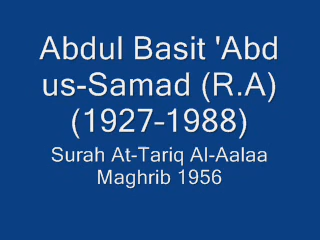 Abdul Basit 'Abd
us-Samad (R.A)
(1927-1988)
Surah At-Tariq Al-Aalaa
Maghrib 1956